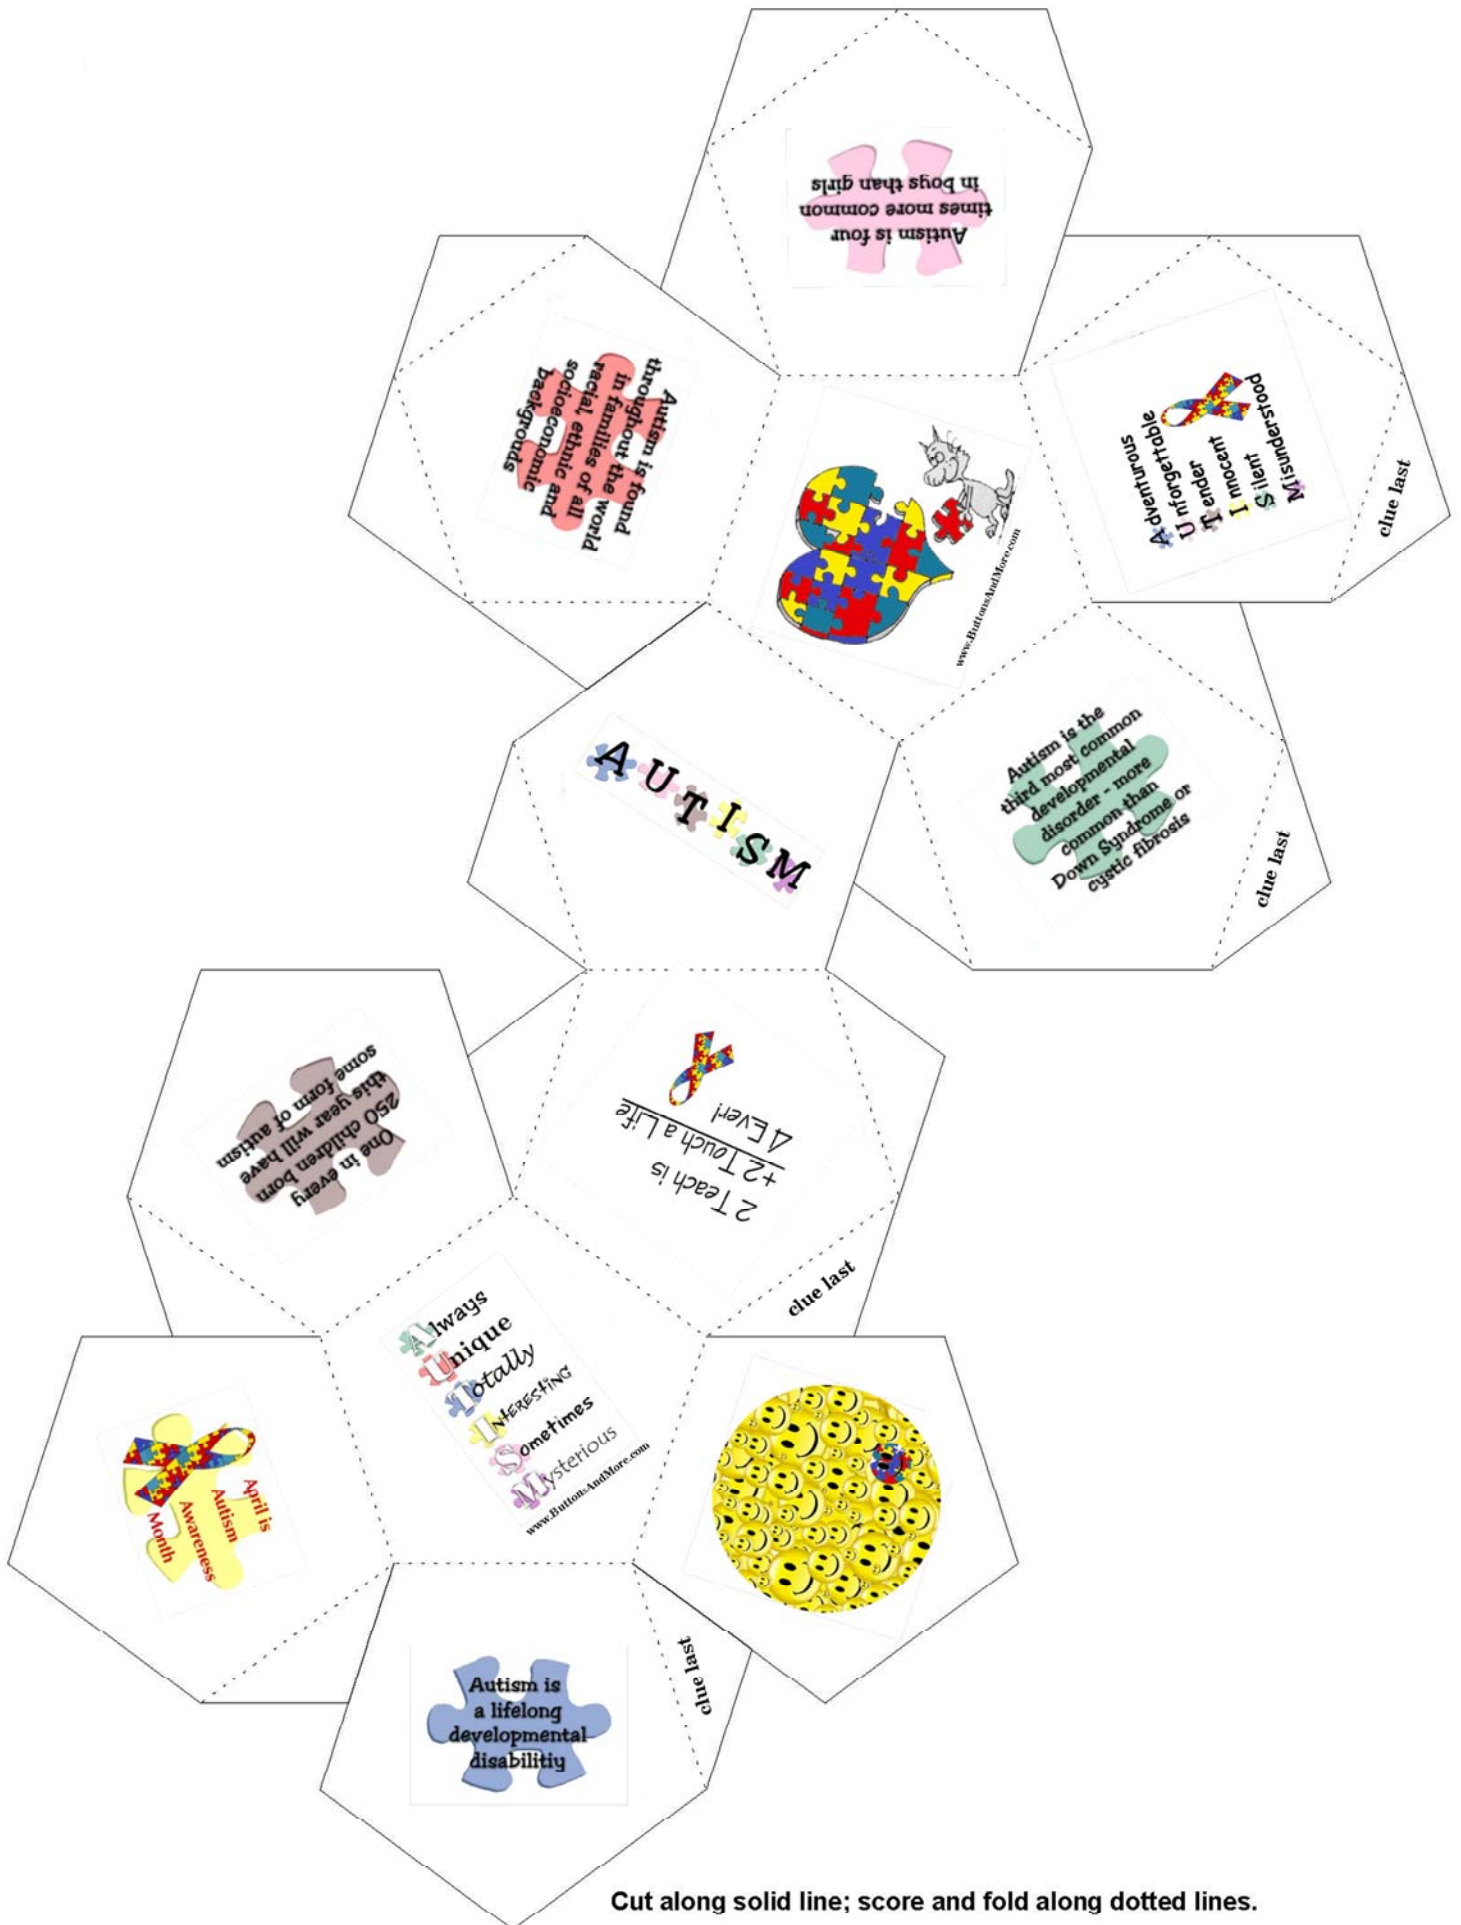 Autism is four
times more common
in boys than girls
Autism is found
throughout the world
in families of all
racial, ethnic and
socioeconomic
backgrounds
www.ButtonsAndMore.com
Adventurous
Unforgettable
Tender
Innocent
Silent
Misunderstood
clue last
AUTISM
Autism is the
third most common
developmental
disorder - more
common than
Down Syndrome or
cystic fibrosis
clue last
One in every
250 children born
this year will have
some form of autism
2 Teach is
+2 Touch a Life
4 Ever!
clue last
Always
Unique
Totally
Interesting
Sometimes
Mysterious
www.ButtonsAndMore.com
April is
Autism
Awareness
Month
Autism is
a lifelong
developmental
disabilitiy
clue last
Cut along solid line; score and fold along dotted lines.